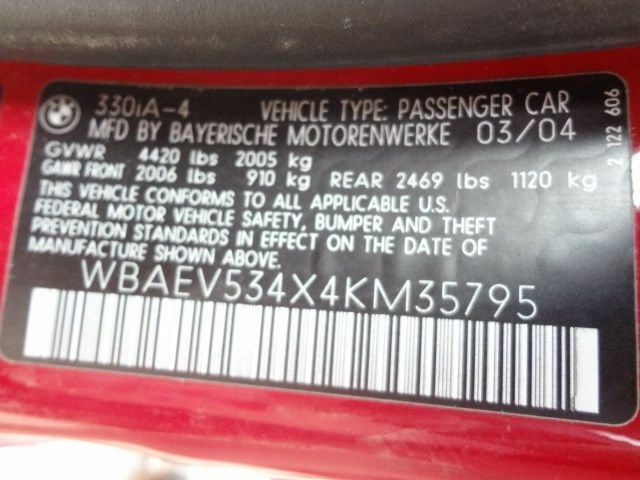 BMW
330iA-4 VEHICLE TYPE: PASSENGER CAR
MFD BY BAYERISCHE MOTORENWERKE 03/04
GVWR 4420 lbs 2005 kg
GAWR FRONT 2006 lbs 910 kg REAR 2469 lbs 1120 kg
THIS VEHICLE CONFORMS TO ALL APPLICABLE U.S.
FEDERAL MOTOR VEHICLE SAFETY, BUMPER AND THEFT
PREVENTION STANDARDS IN EFFECT ON THE DATE OF
MANUFACTURE SHOWN ABOVE.
WBAEV534X4KM35795
2 122 606